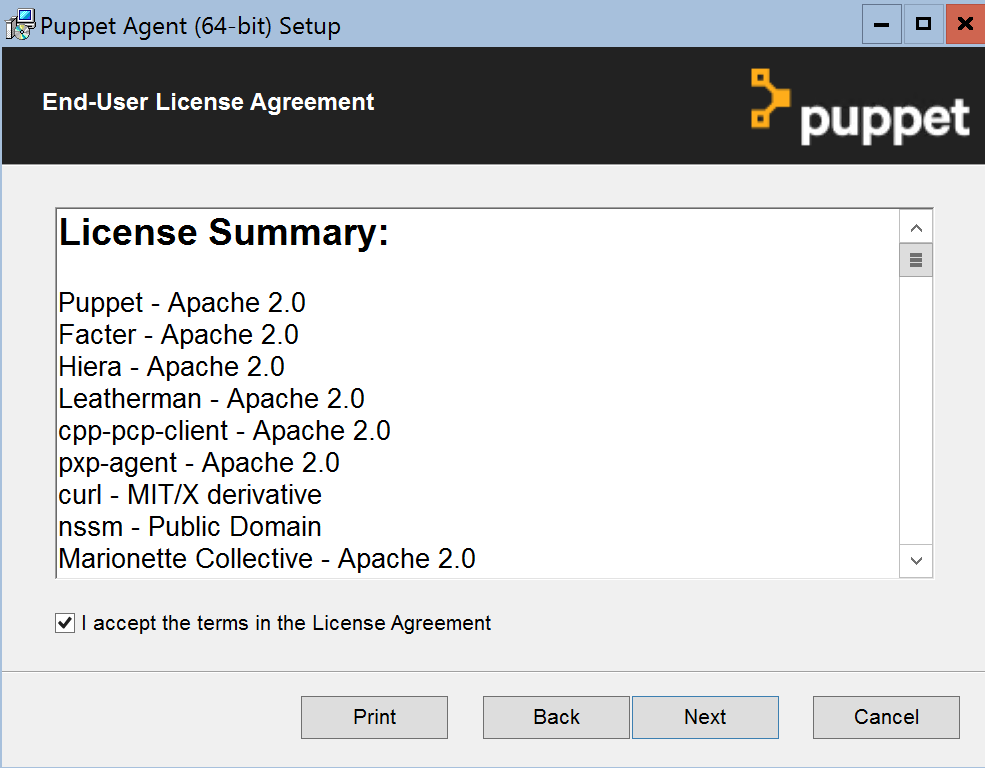 Puppet Agent (64-bit) Setup
End-User License Agreement
puppet
License Summary:
Puppet - Apache 2.0
Facter - Apache 2.0
Hiera - Apache 2.0
Leatherman - Apache 2.0
cpp-pcp-client - Apache 2.0
pxp-agent - Apache 2.0
curl - MIT/X derivative
nssm - Public Domain
Marionette Collective - Apache 2.0
I accept the terms in the License Agreement
Print Back Next Cancel